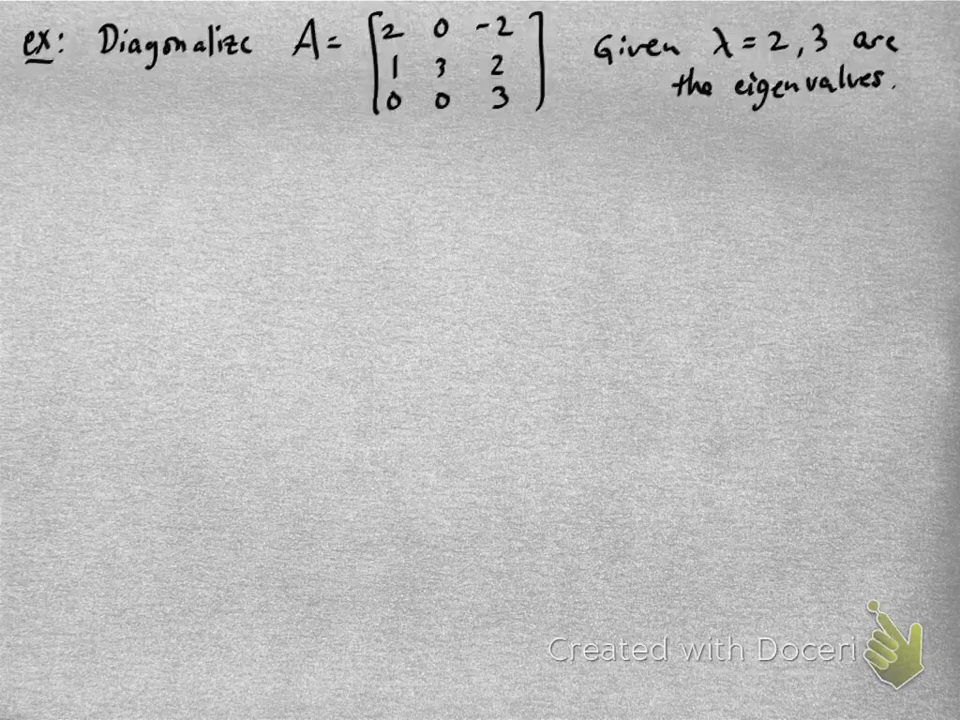 ex: Diagonalize A = [2 0 -2 Given λ = 2, 3 are
1 3 2 the eigenvalues.
0 0 3]
Created with Doceri